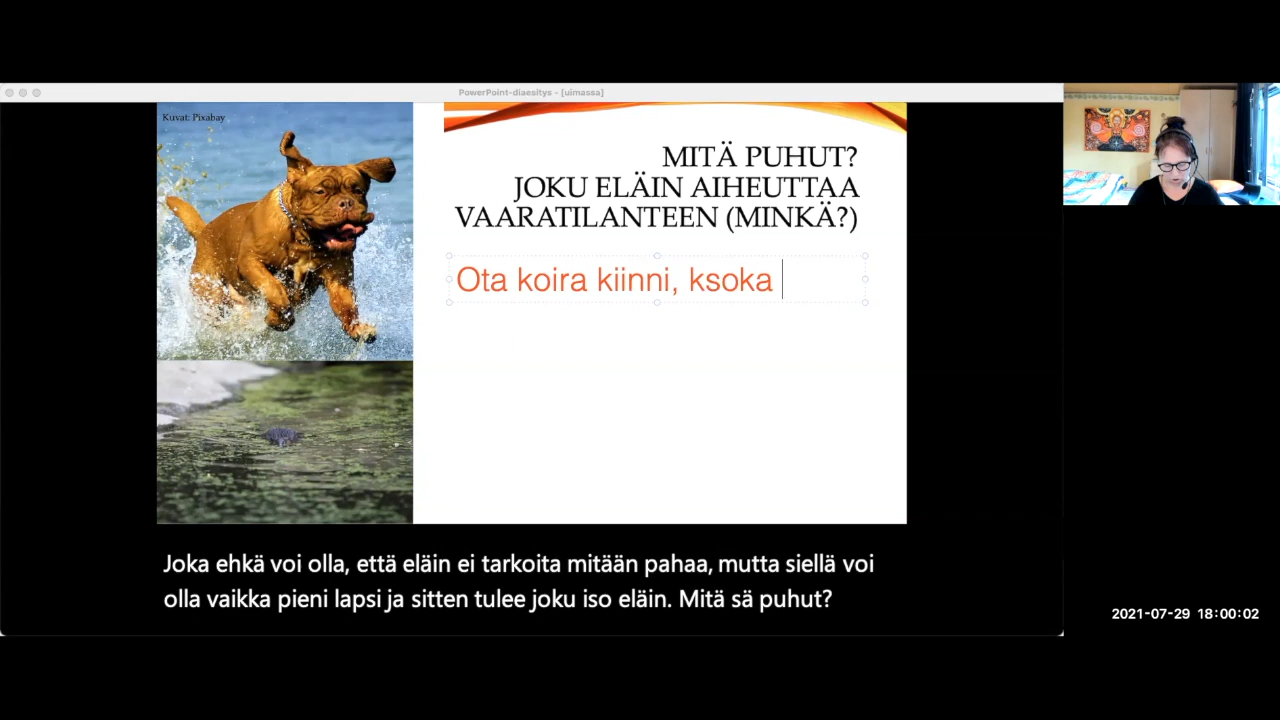 PowerPoint-diaesitys - [uimassa]
Kuvat: Pixabay
MITÄ PUHUT?
JOKU ELÄIN AIHEUTTAA
VAARATILANTEEN (MINKÄ?)
Ota koira kiinni, ksoka
Joka ehkä voi olla, että eläin ei tarkoita mitään pahaa, mutta siellä voi
olla vaikka pieni lapsi ja sitten tulee joku iso eläin. Mitä sä puhut?
2021-07-29 18:00:02